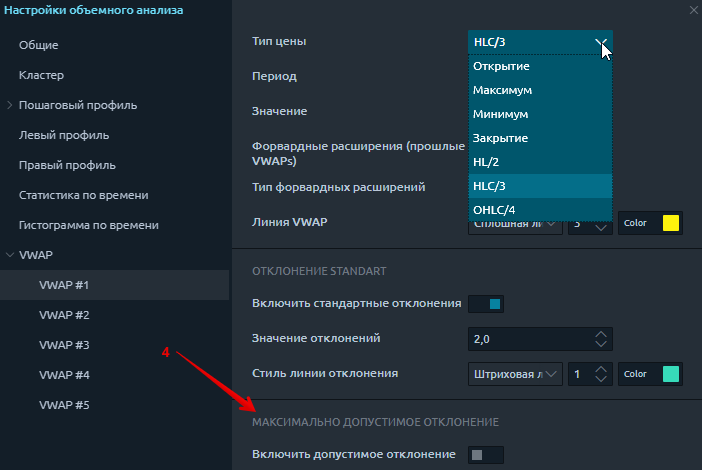 Настройки объемного анализа
Общие
Кластер
Пошаговый профиль
Левый профиль
Правый профиль
Статистика по времени
Гистограмма по времени
VWAP
VWAP #1
VWAP #2
VWAP #3
VWAP #4
VWAP #5
4
Тип цены
HLC/3
Открытие
Максимум
Минимум
Закрытие
HL/2
HLC/3
OHLC/4
Период
Значение
Форвардные расширения (прошлые
VWAPs)
Тип форвардных расширений
Линия VWAP
Сплошная ли
3
Color
ОТКЛОНЕНИЕ STANDART
Включить стандартные отклонения
Значение отклонений
2,0
Стиль линии отклонения
Штриховая л
1
Color
МАКСИМАЛЬНО ДОПУСТИМОЕ ОТКЛОНЕНИЕ
Включить допустимое отклонение